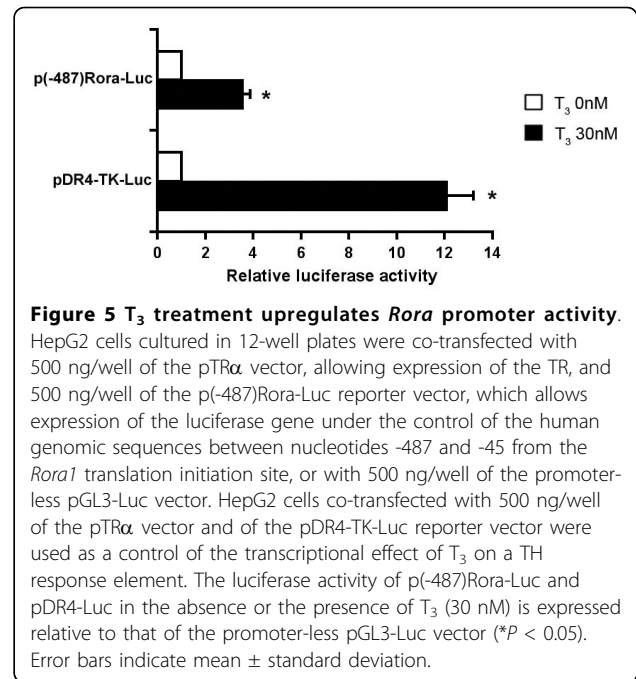 p(-487)Rora-Luc
*
T3 0nM
T3 30nM
pDR4-TK-Luc
*
0 2 4 6 8 10 12 14
Relative luciferase activity
Figure 5 T3 treatment upregulates Rora promoter activity.
HepG2 cells cultured in 12-well plates were co-transfected with
500 ng/well of the pTRα vector, allowing expression of the TR, and
500 ng/well of the p(-487)Rora-Luc reporter vector, which allows
expression of the luciferase gene under the control of the human
genomic sequences between nucleotides -487 and -45 from the
Rora1 translation initiation site, or with 500 ng/well of the promoter-
less pGL3-Luc vector. HepG2 cells co-transfected with 500 ng/well
of the pTRα vector and of the pDR4-TK-Luc reporter vector were
used as a control of the transcriptional effect of T3 on a TH
response element. The luciferase activity of p(-487)Rora-Luc and
pDR4-Luc in the absence or the presence of T3 (30 nM) is expressed
relative to that of the promoter-less pGL3-Luc vector (*P < 0.05).
Error bars indicate mean ± standard deviation.